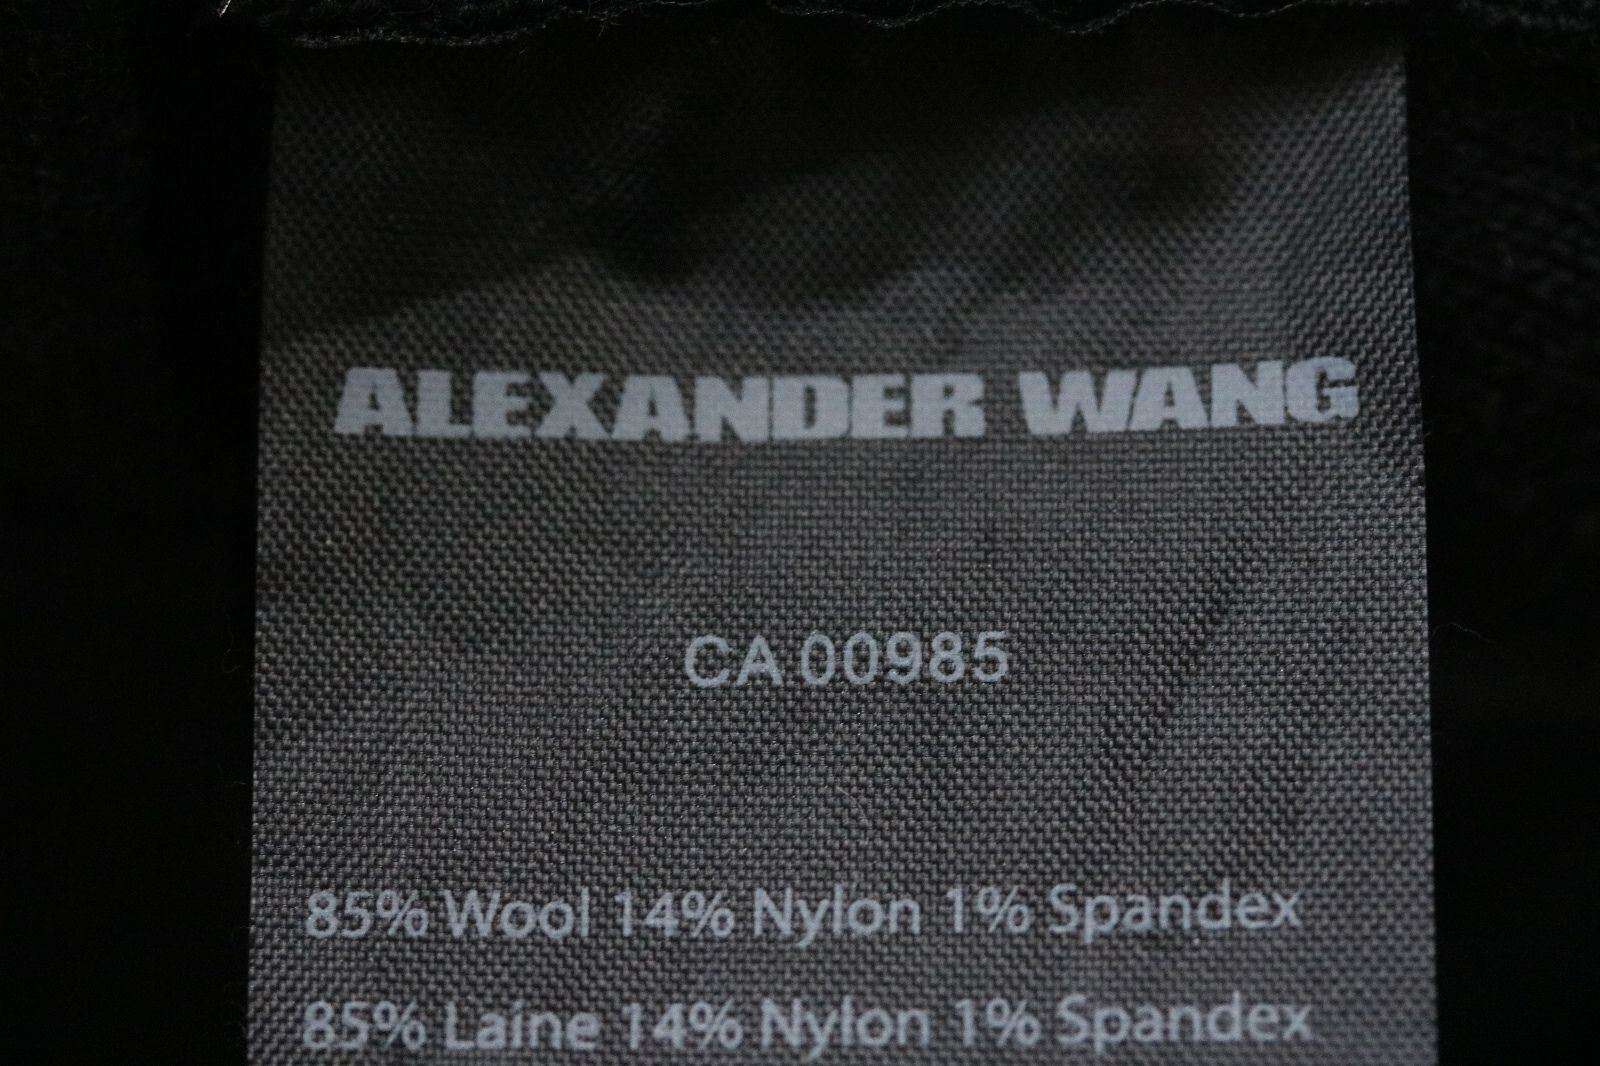 ALEXANDER WANG
CA 00985
85% Wool 14% Nylon 1% Spandex
85% Laine 14% Nylon 1% Spandex